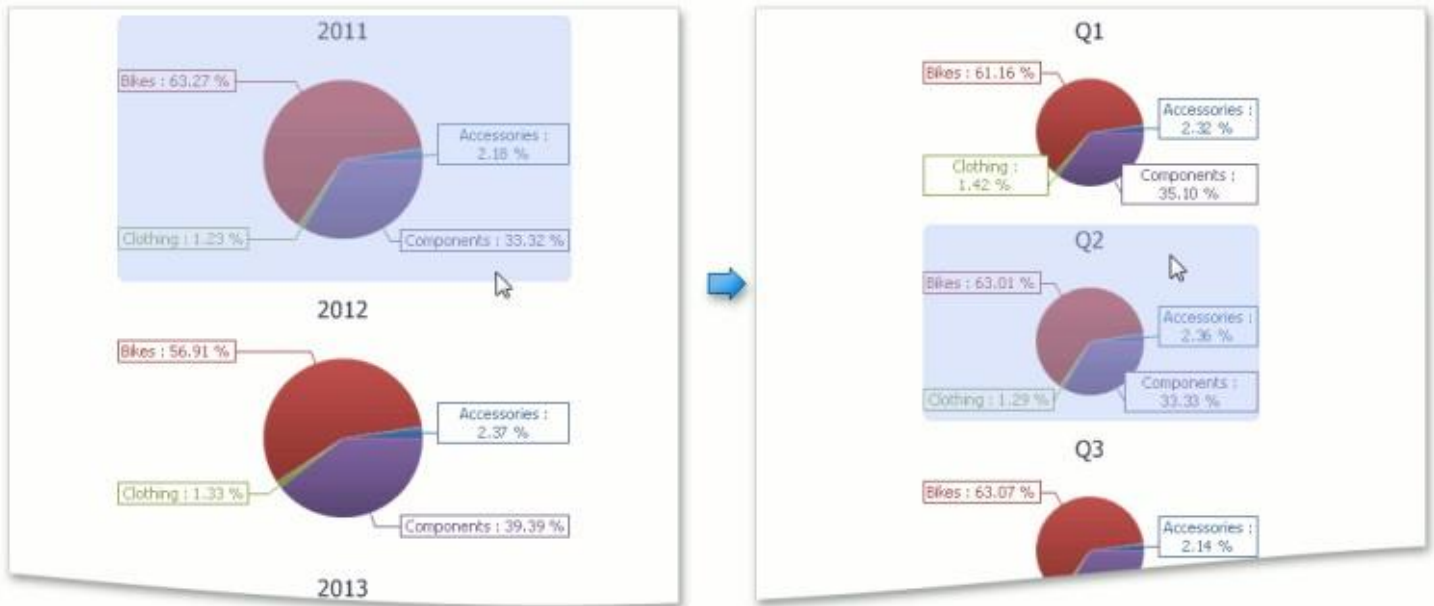 2011
Bikes : 63.27 %
Accessories :
2.18 %
Clothing : 1.23 %
Components : 33.32 %
2012
Bikes : 56.91 %
Accessories :
2.37 %
Clothing : 1.33 %
Components : 39.39 %
2013
Q1
Bikes : 61.16 %
Accessories :
2.32 %
Clothing :
1.42 %
Components :
35.10 %
Q2
Bikes : 63.01 %
Accessories :
2.36 %
Components :
33.33 %
Clothing : 1.29 %
Q3
Bikes : 63.07 %
Accessories :
2.14 %